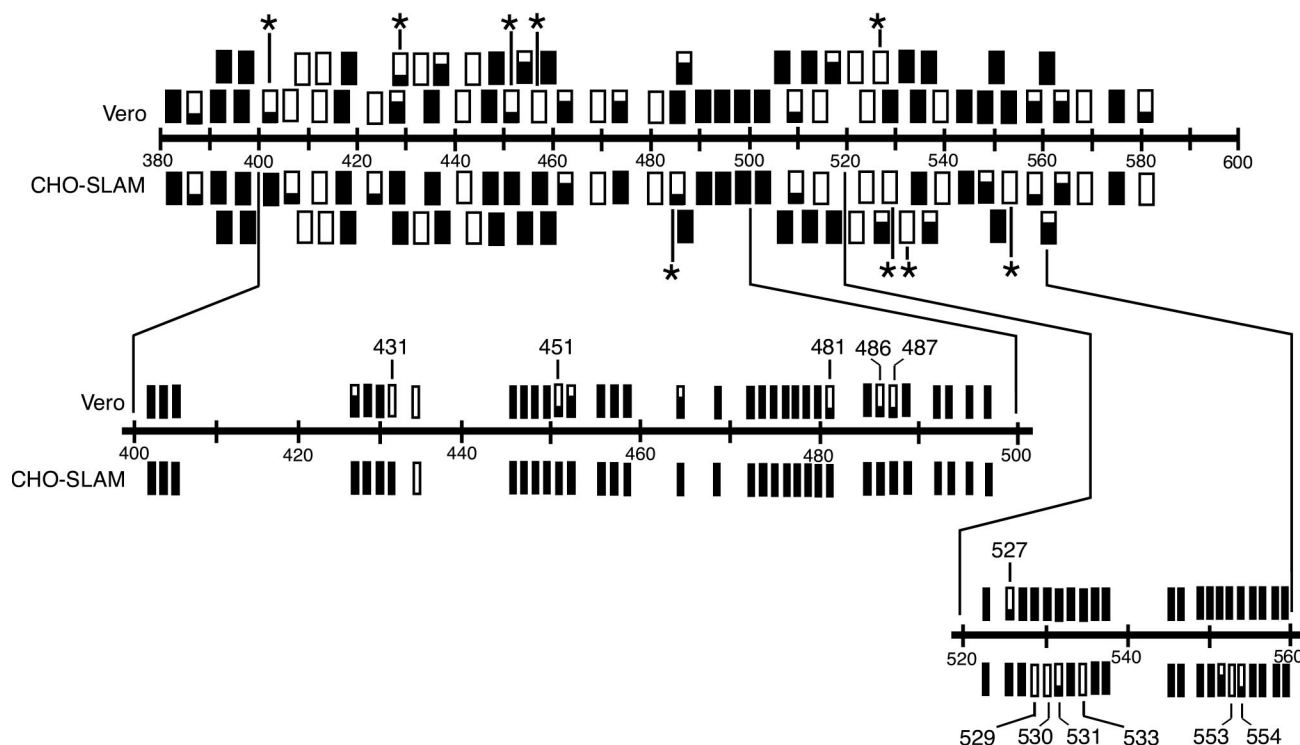 * * * *
*
Vero
380 400 420 440 460 480 500 520 540 560 580 600
CHO-SLAM
* * * *
431 451 481 486 487
Vero
400 420 440 460 480 500
CHO-SLAM
527
520 540 560
529 530 531 533 553 554